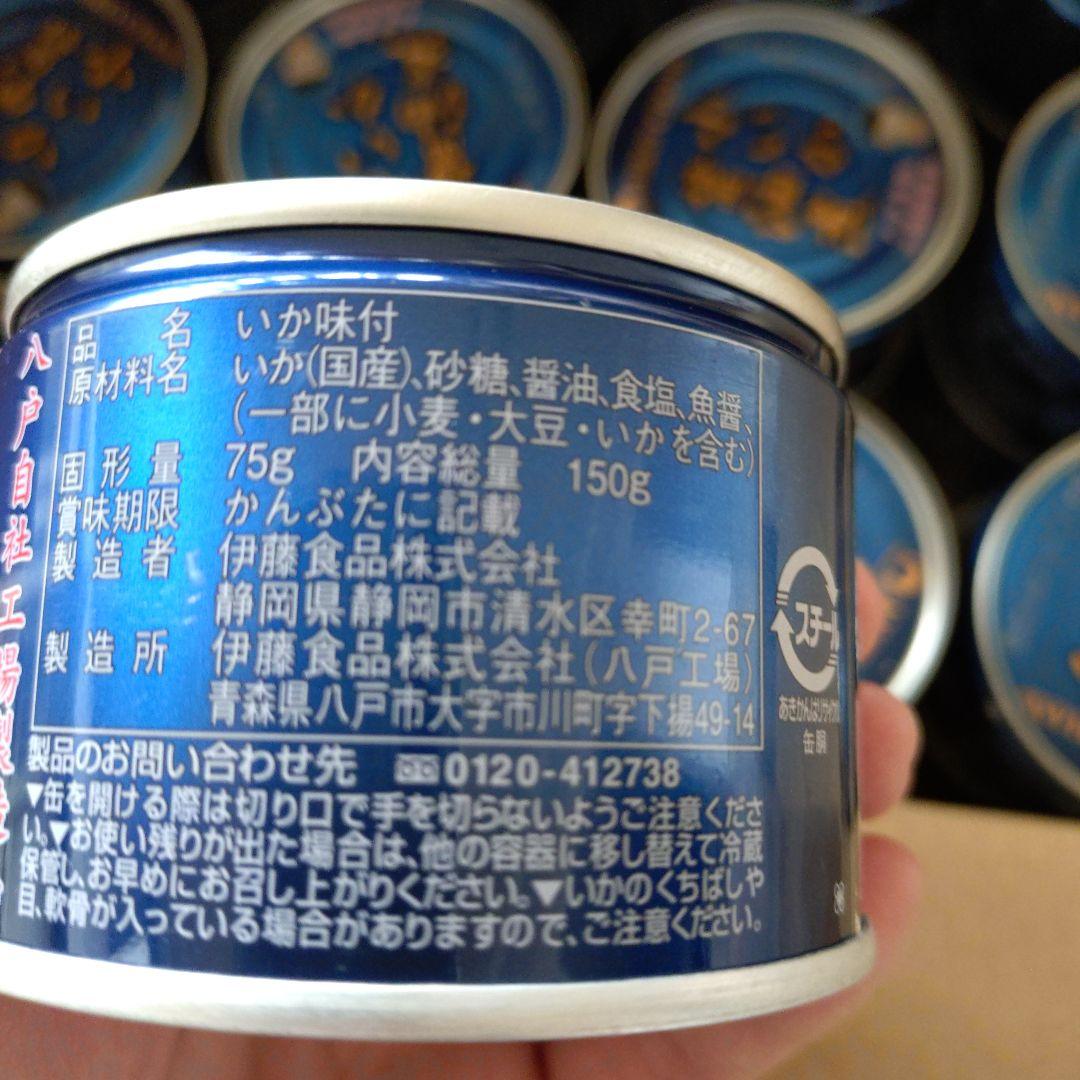 品名 いか味付
原材料名 いか(国産)、砂糖、醤油、食塩、魚醤、
(一部に小麦・大豆・いかを含む)
固形量 75g 内容総量 150g
賞味期限 かんぶたに記載
製造者 伊藤食品株式会社
静岡県静岡市清水区幸町2-67
製造所 伊藤食品株式会社(八戸工場)
青森県八戸市大字市川町字下揚49-14
製品のお問い合わせ先 0120-412738
▼缶を開ける際は切り口で手を切らないようご注意くださ
い。▼お使い残りが出た場合は、他の容器に移し替えて冷蔵
保管し、お早めにお召し上がりください。▼いかのくちばしや
目、軟骨が入っている場合がありますので、ご注意ください。
八戸自社工場製造
スチール
あきかんはリサイクル
缶胴